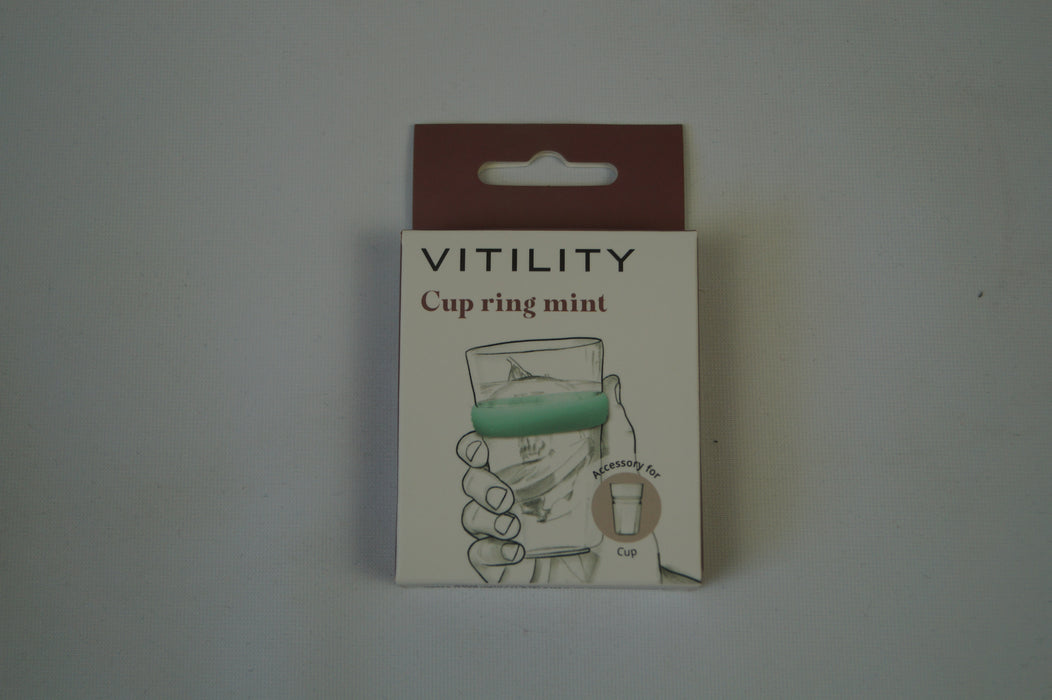 VITILITY
Cup ring mint
Accessory for
Cup